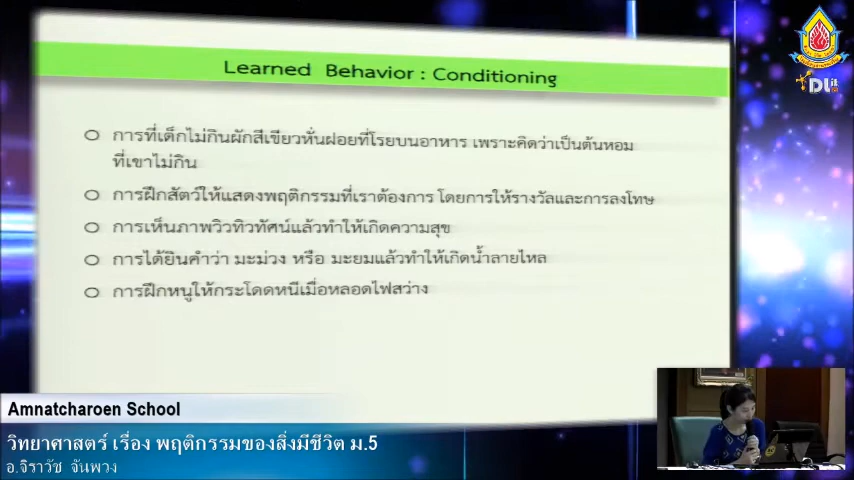 Learned Behavior : Conditioning
การที่เด็กไม่กินผักสีเขียวหั่นฝอยที่โรยบนอาหาร เพราะคิดว่าเป็นต้นหอม
ที่เขาไม่กิน
การฝึกสัตว์ให้แสดงพฤติกรรมที่เราต้องการ โดยการให้รางวัลและการลงโทษ
การเห็นภาพวิวทิวทัศน์แล้วทำให้เกิดความสุข
การได้ยินคำว่า มะม่วง หรือ มะยมแล้วทำให้เกิดน้ำลายไหล
การฝึกหนูให้กระโดดหนีเมื่อหลอดไฟสว่าง
DLit
Amnatcharoen School
วิทยาศาสตร์ เรื่อง พฤติกรรมของสิ่งมีชีวิต ม.5
อ.จิราวัช จันพวง